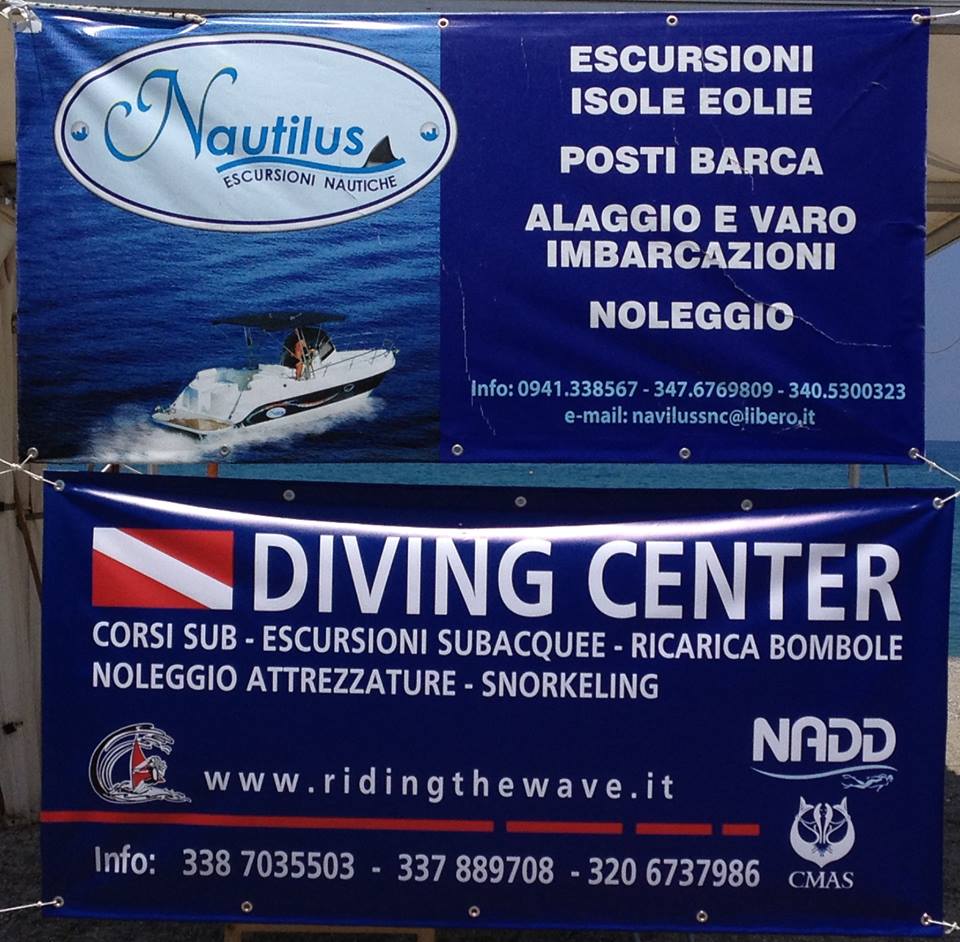 Nautilus
ESCURSIONI NAUTICHE
ESCURSIONI
ISOLE EOLIE
POSTI BARCA
ALAGGIO E VARO
IMBARCAZIONI
NOLEGGIO
Info: 0941.338567 - 347.6769809 - 340.5300323
e-mail: navilussnc@libero.it
DIVING CENTER
CORSI SUB - ESCURSIONI SUBACQUEE - RICARICA BOMBOLE
NOLEGGIO ATTREZZATURE - SNORKELING
NADD
www.ridingthewave.it
Info: 338 7035503 - 337 889708 - 320 6737986
CMAS